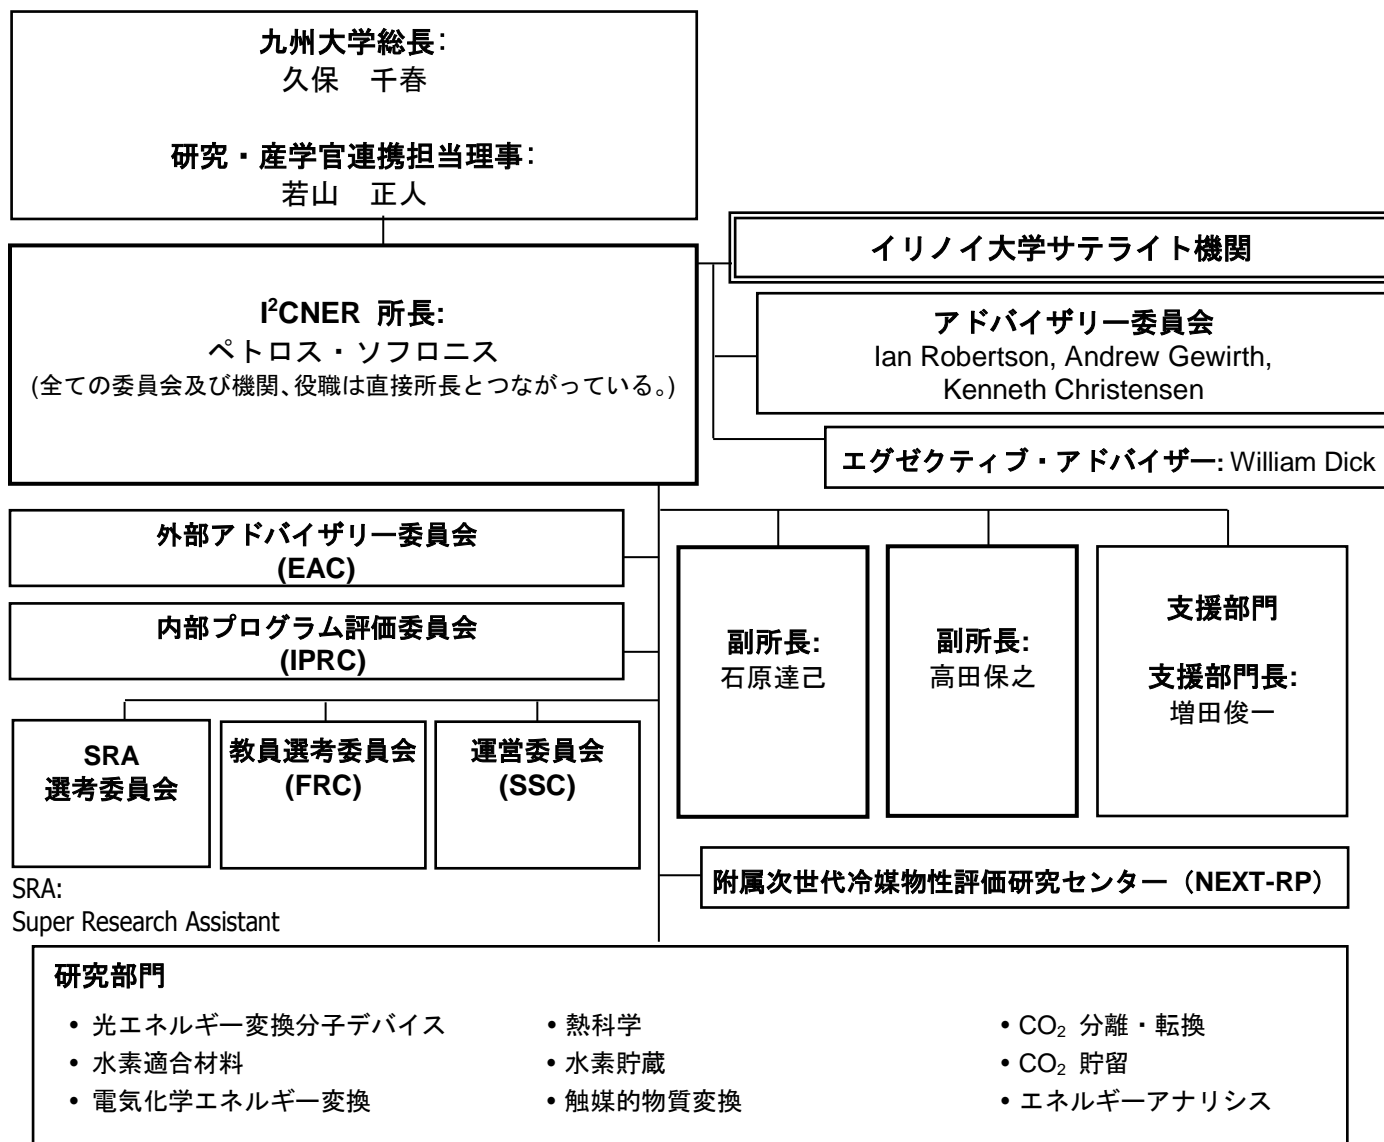 九州大学総長:
久保　千春
研究・産学官連携担当理事:
若山　正人
I²CNER 所長:
ペトロス・ソフロニス
(全ての委員会及び機関、役職は直接所長とつながっている。)
イリノイ大学サテライト機関
アドバイザリー委員会
Ian Robertson, Andrew Gewirth,
Kenneth Christensen
エグゼクティブ・アドバイザー: William Dick
外部アドバイザリー委員会
(EAC)
内部プログラム評価委員会
(IPRC)
SRA
選考委員会
教員選考委員会
(FRC)
運営委員会
(SSC)
副所長:
石原達己
副所長:
高田保之
支援部門
支援部門長:
増田俊一
SRA:
Super Research Assistant
附属次世代冷媒物性評価研究センター（NEXT-RP）
研究部門
• 光エネルギー変換分子デバイス
• 水素適合材料
• 電気化学エネルギー変換
• 熱科学
• 水素貯蔵
• 触媒的物質変換
• CO₂ 分離・転換
• CO₂ 貯留
• エネルギーアナリシス